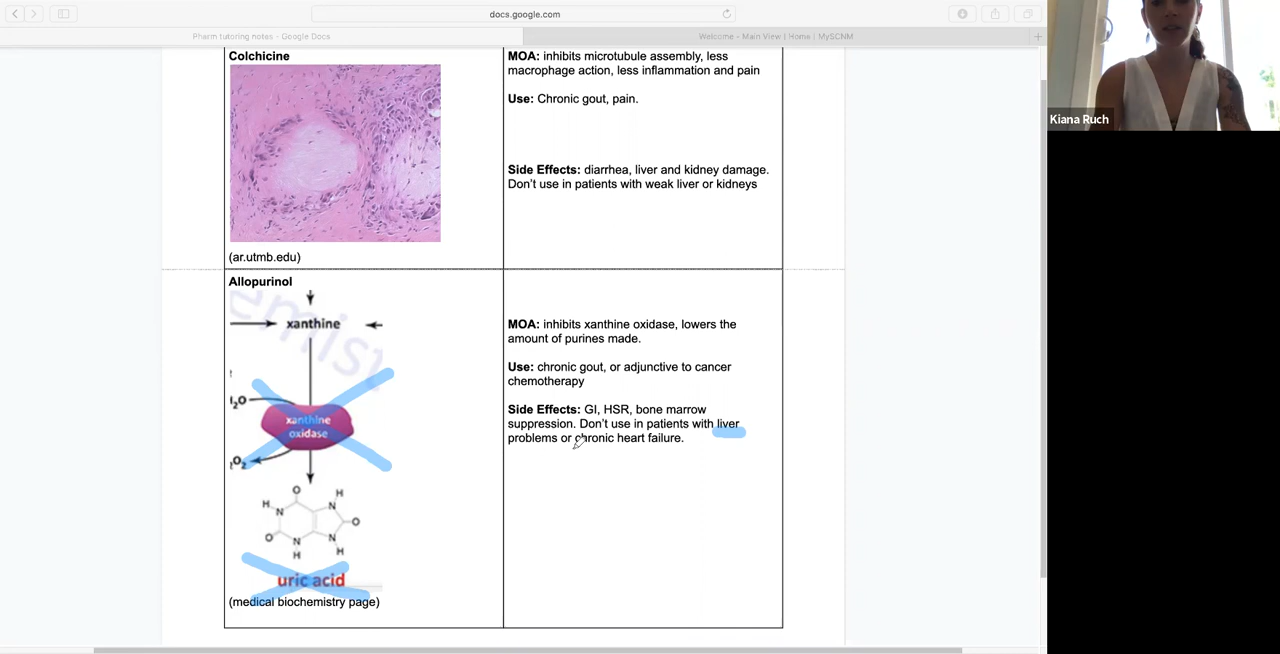 docs.google.com
Pharm tutoring notes - Google Docs
Welcome - Main View | Home | MySCNM
Kiana Ruch
Colchicine
(ar.utmb.edu)
MOA: inhibits microtubule assembly, less
macrophage action, less inflammation and pain
Use: Chronic gout, pain.
Side Effects: diarrhea, liver and kidney damage.
Don't use in patients with weak liver or kidneys
Allopurinol
xanthine
H₂O
xanthine
oxidase
O₂
O
H
H
N
N
O
O
N
N
H
H
uric acid
(medical biochemistry page)
MOA: inhibits xanthine oxidase, lowers the
amount of purines made.
Use: chronic gout, or adjunctive to cancer
chemotherapy
Side Effects: GI, HSR, bone marrow
suppression. Don't use in patients with liver
problems or chronic heart failure.